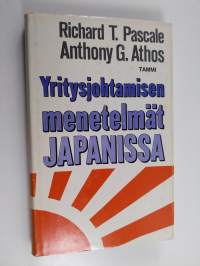 Richard T. Pascale
Anthony G. Athos
TAMMI
Yritysjohtamisen
menetelmät
JAPANISSA